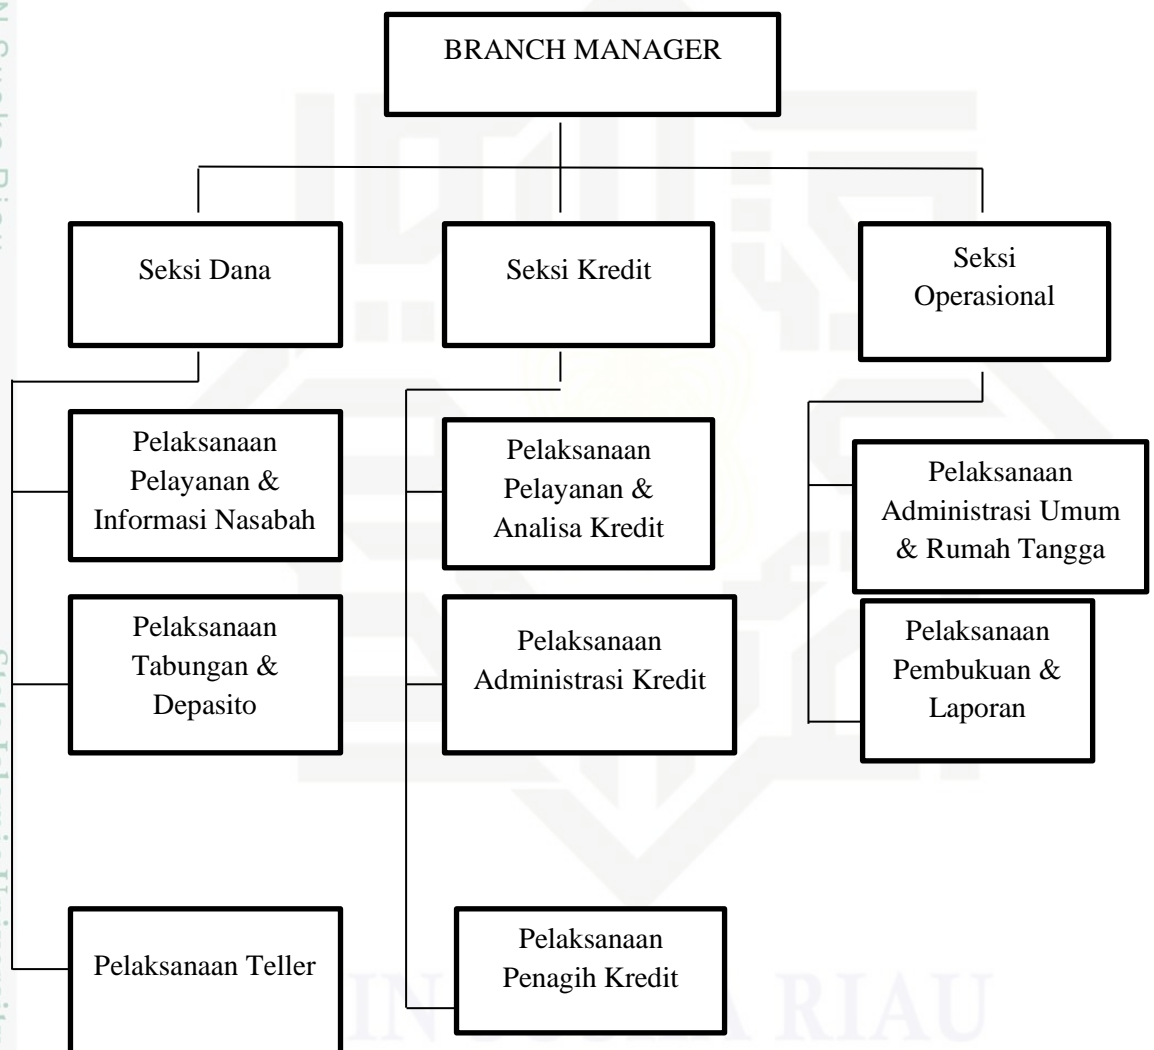 BRANCH MANAGER
Seksi Dana
Seksi Kredit
Seksi
Operasional
Pelaksanaan
Pelayanan &
Informasi Nasabah
Pelaksanaan
Pelayanan &
Analisa Kredit
Pelaksanaan
Administrasi Umum
& Rumah Tangga
Pelaksanaan
Tabungan &
Depasito
Pelaksanaan
Administrasi Kredit
Pelaksanaan
Pembukuan &
Laporan
Pelaksanaan Teller
Pelaksanaan
Penagih Kredit
RIAU